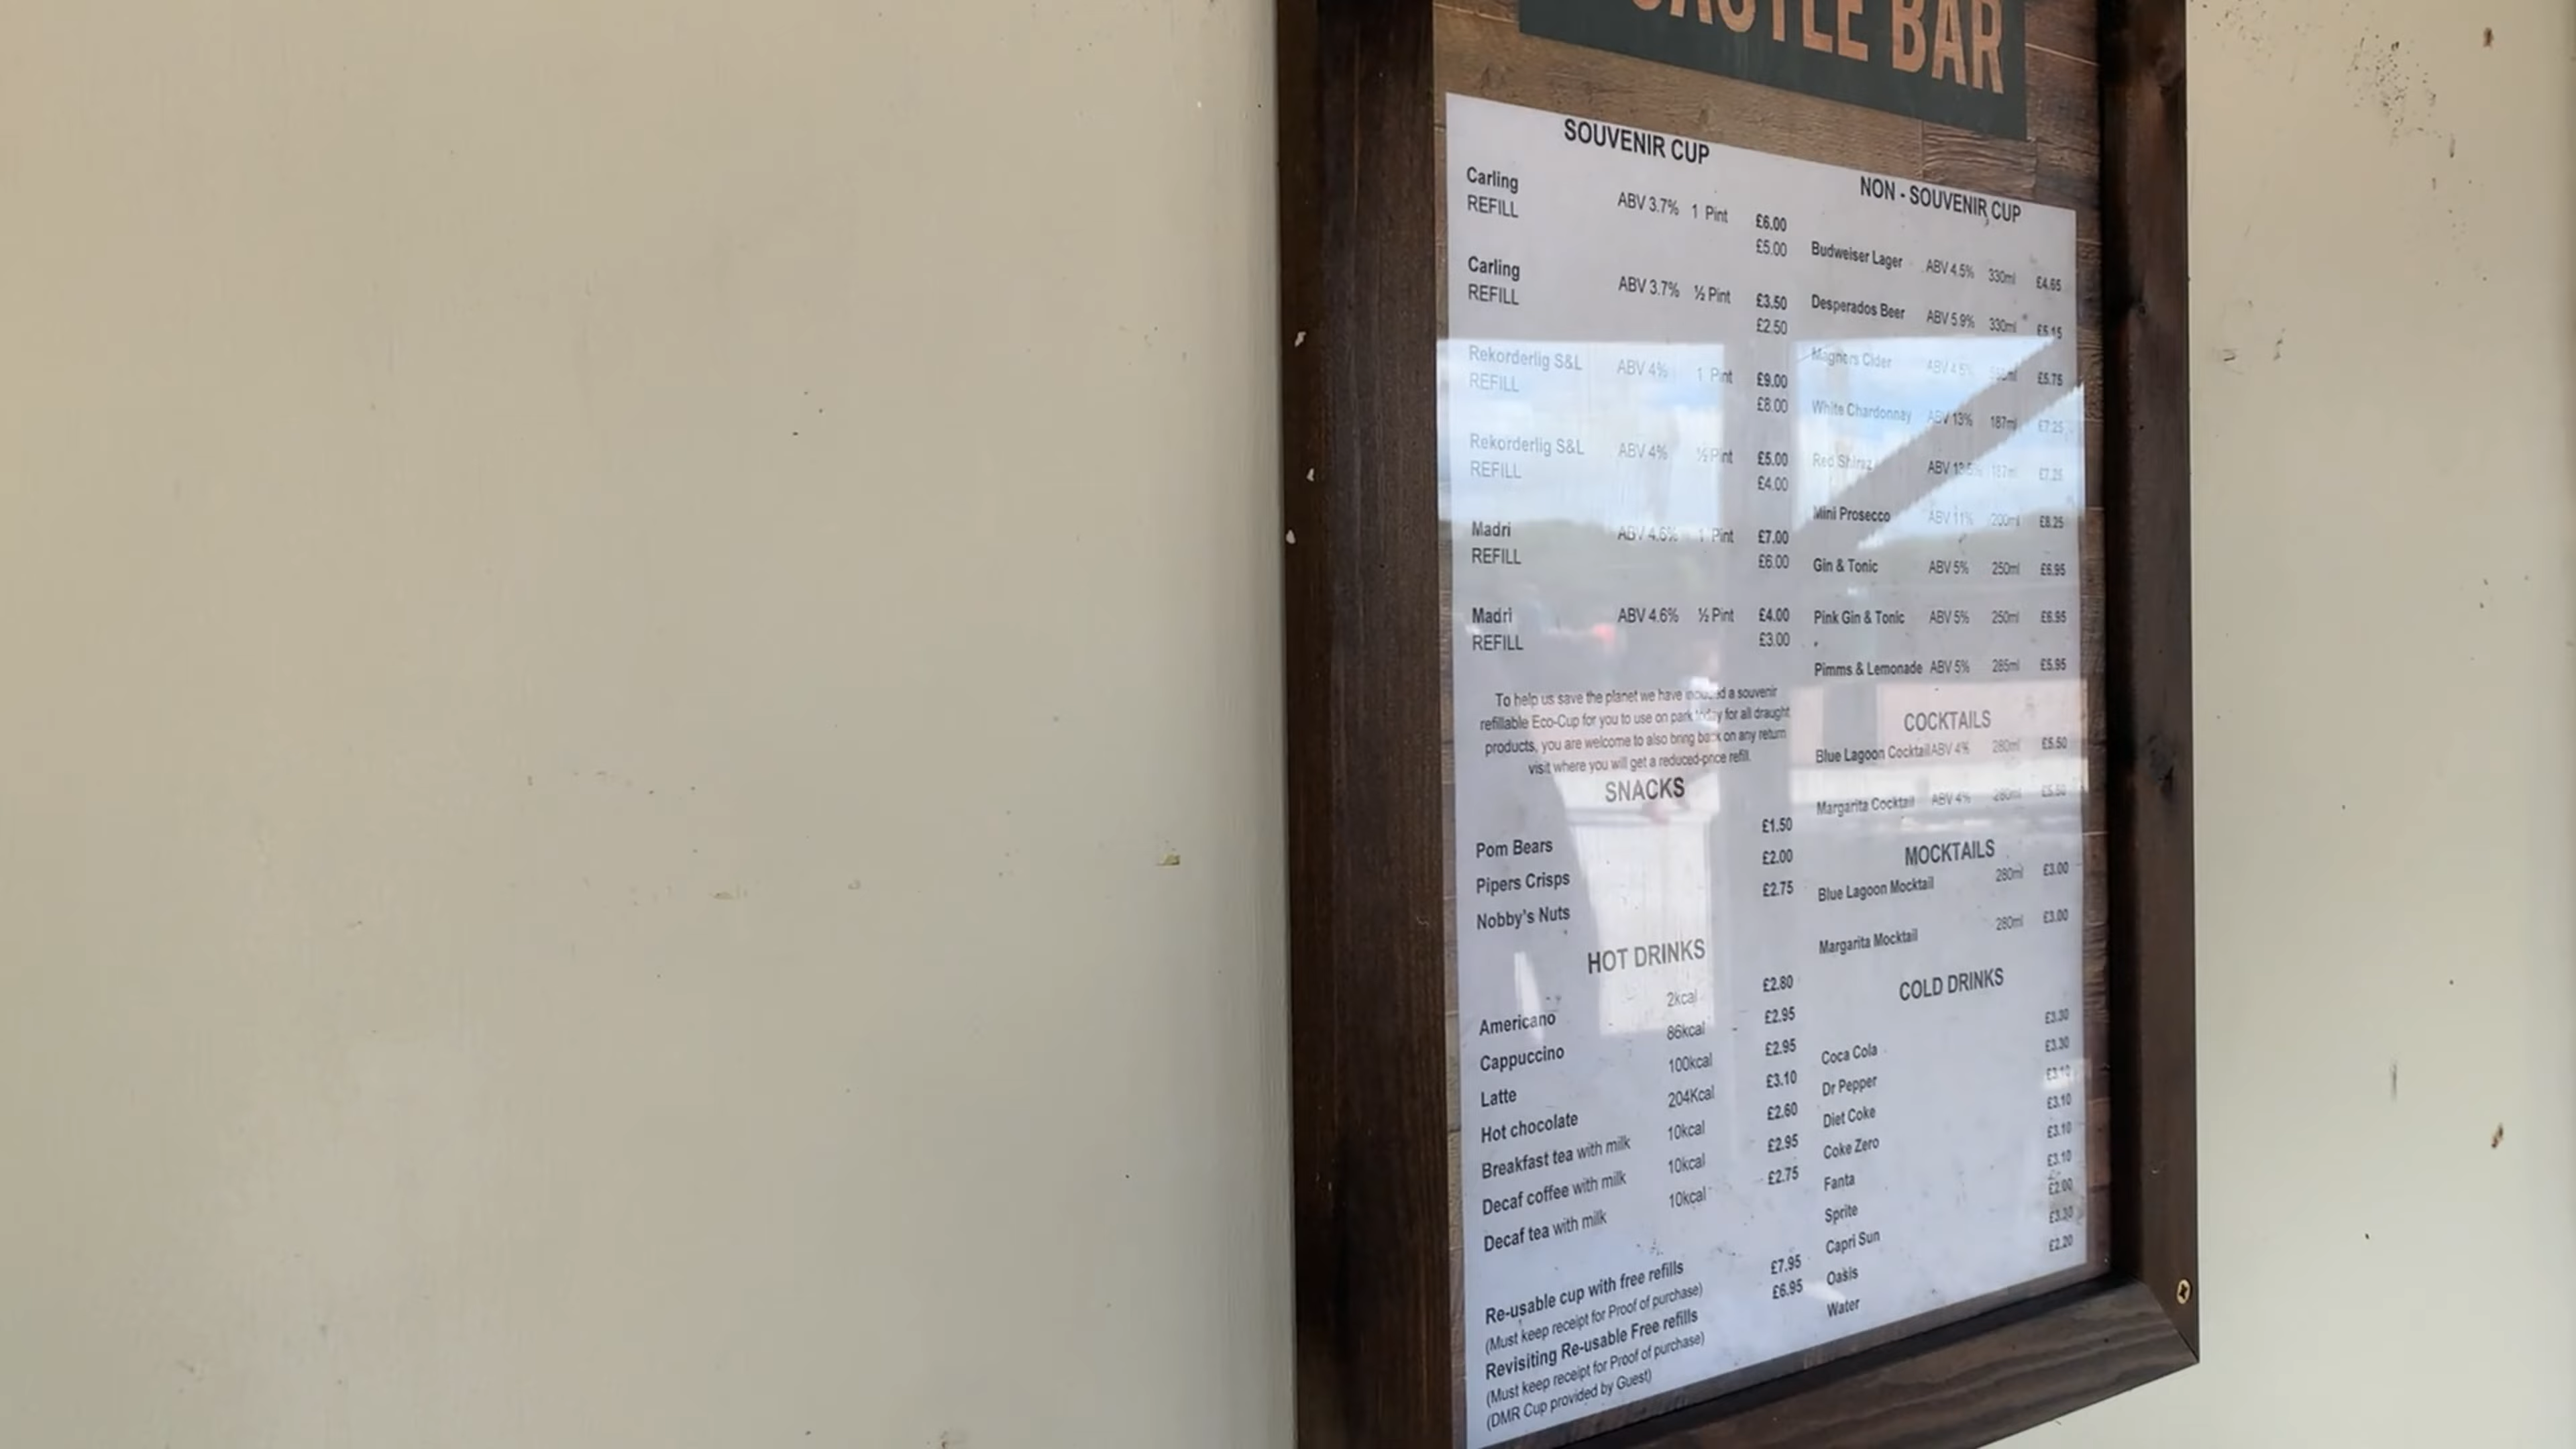 CASTLE BAR
SOUVENIR CUP
Carling ABV 3.7% 1 Pint £6.00
REFILL £5.00
Carling ABV 3.7% ½ Pint £3.50
REFILL £2.50
Rekorderlig S&L ABV 4% 1 Pint £9.00
REFILL £8.00
Rekorderlig S&L ABV 4% ½ Pint £5.00
REFILL £4.00
Madri ABV 4.6% 1 Pint £7.00
REFILL £6.00
Madri ABV 4.6% ½ Pint £4.00
REFILL £3.00
To help us save the planet we have included a souvenir
refillable Eco-Cup for you to use on park today for all draught
products, you are welcome to also bring back on any return
visit where you will get a reduced-price refill.
SNACKS
Pom Bears £1.50
Pipers Crisps £2.00
Nobby's Nuts £2.75
HOT DRINKS
Americano 2kcal £2.80
Cappuccino 86kcal £2.95
Latte 100kcal £2.95
Hot chocolate 204Kcal £3.10
Breakfast tea with milk 10kcal £2.60
Decaf coffee with milk 10kcal £2.95
Decaf tea with milk 10kcal £2.75
Re-usable cup with free refills £7.95
(Must keep receipt for Proof of purchase)
Revisiting Re-usable Free refills £6.95
(Must keep receipt for Proof of purchase)
(DMR Cup provided by Guest)
NON - SOUVENIR CUP
Budweiser Lager ABV 4.5% 330ml £4.65
Desperados Beer ABV 5.9% 330ml £5.15
Magners Cider ABV 4.5% £5.75
White Chardonnay ABV 13% 187ml £7.25
Red Shiraz ABV 13.5% 187ml £7.25
Mini Prosecco ABV 11% 200ml £8.25
Gin & Tonic ABV 5% 250ml £6.95
Pink Gin & Tonic ABV 5% 250ml £6.95
Pimms & Lemonade ABV 5% 285ml £5.95
COCKTAILS
Blue Lagoon Cocktail ABV 4% 280ml £5.50
Margarita Cocktail ABV 4% 280ml £5.50
MOCKTAILS
Blue Lagoon Mocktail 280ml £3.00
Margarita Mocktail 280ml £3.00
COLD DRINKS
Coca Cola £3.30
Dr Pepper £3.30
Diet Coke £3.10
Coke Zero £3.10
Fanta £3.10
Sprite £3.10
Capri Sun £2.00
Oasis £3.30
Water £2.20